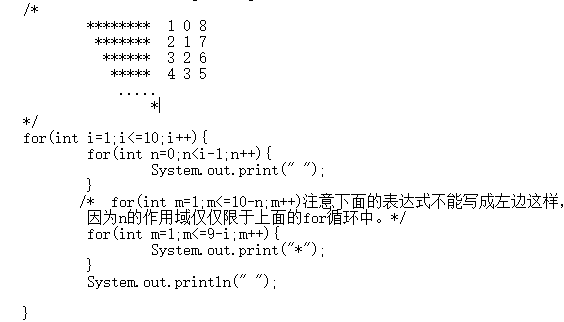 /*
******** 1 0 8
******* 2 1 7
****** 3 2 6
***** 4 3 5
.....
*
*/
for(int i=1;i<=10;i++){
for(int n=0;n<i-1;n++){
System.out.print(" ");
}
/* for(int m=1;m<=10-n;m++)注意下面的表达式不能写成左边这样，
因为n的作用域仅仅限于上面的for循环中。*/
for(int m=1;m<=9-i;m++){
System.out.print("*");
}
System.out.println(" ");
}